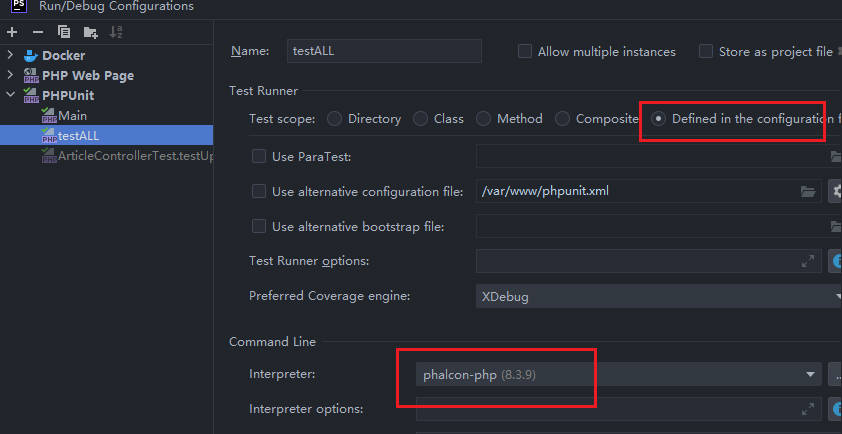 PS Run/Debug Configurations
Docker
PHP Web Page
PHPUnit
Main
testALL
ArticleControllerTest.testUp
Name: testALL
Allow multiple instances
Store as project file
Test Runner
Test scope: Directory Class Method Composite Defined in the configuration f
Use ParaTest:
Use alternative configuration file: /var/www/phpunit.xml
Use alternative bootstrap file:
Test Runner options:
Preferred Coverage engine: XDebug
Command Line
Interpreter: phalcon-php (8.3.9) ...
Interpreter options: